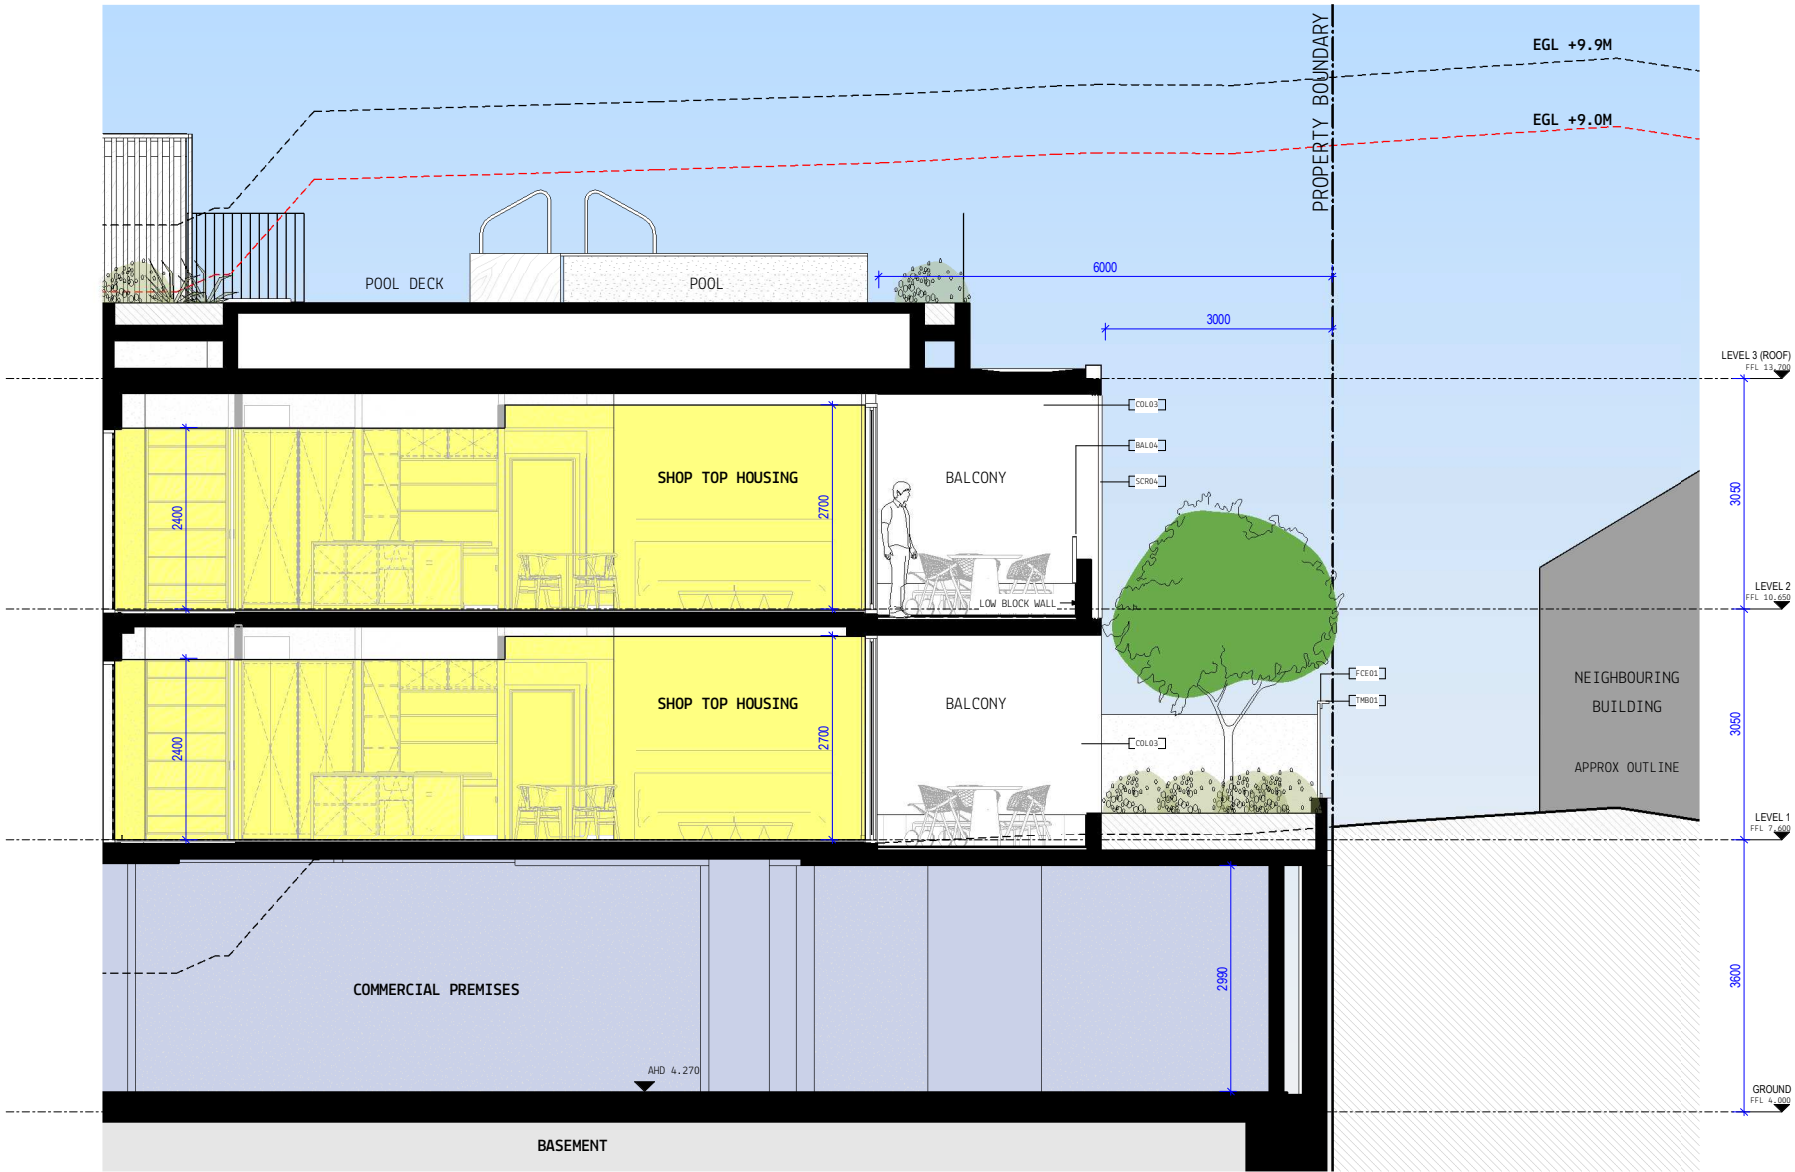 PROPERTY BOUNDARY
EGL +9.9M
EGL +9.0M
POOL DECK
POOL
6000
3000
LEVEL 3 (ROOF)
FFL 13.700
COL03
BAL04
SCR04
SHOP TOP HOUSING
BALCONY
2400
2700
3050
LOW BLOCK WALL
LEVEL 2
FFL 10.650
FCE01
TMB01
NEIGHBOURING
BUILDING
APPROX OUTLINE
SHOP TOP HOUSING
BALCONY
2400
2700
COL03
3050
LEVEL 1
FFL 7.600
COMMERCIAL PREMISES
2990
3600
AHD 4.270
GROUND
FFL 4.000
BASEMENT